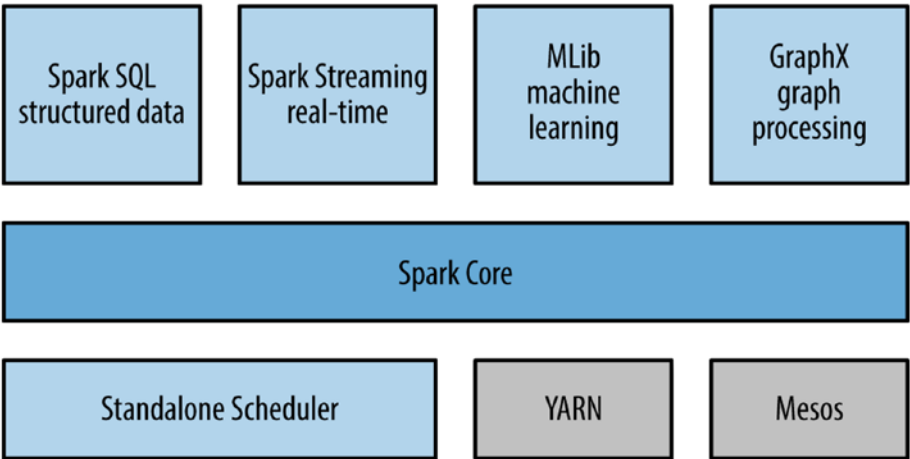 Spark SQL
structured data
Spark Streaming
real-time
MLib
machine
learning
GraphX
graph
processing
Spark Core
Standalone Scheduler
YARN
Mesos